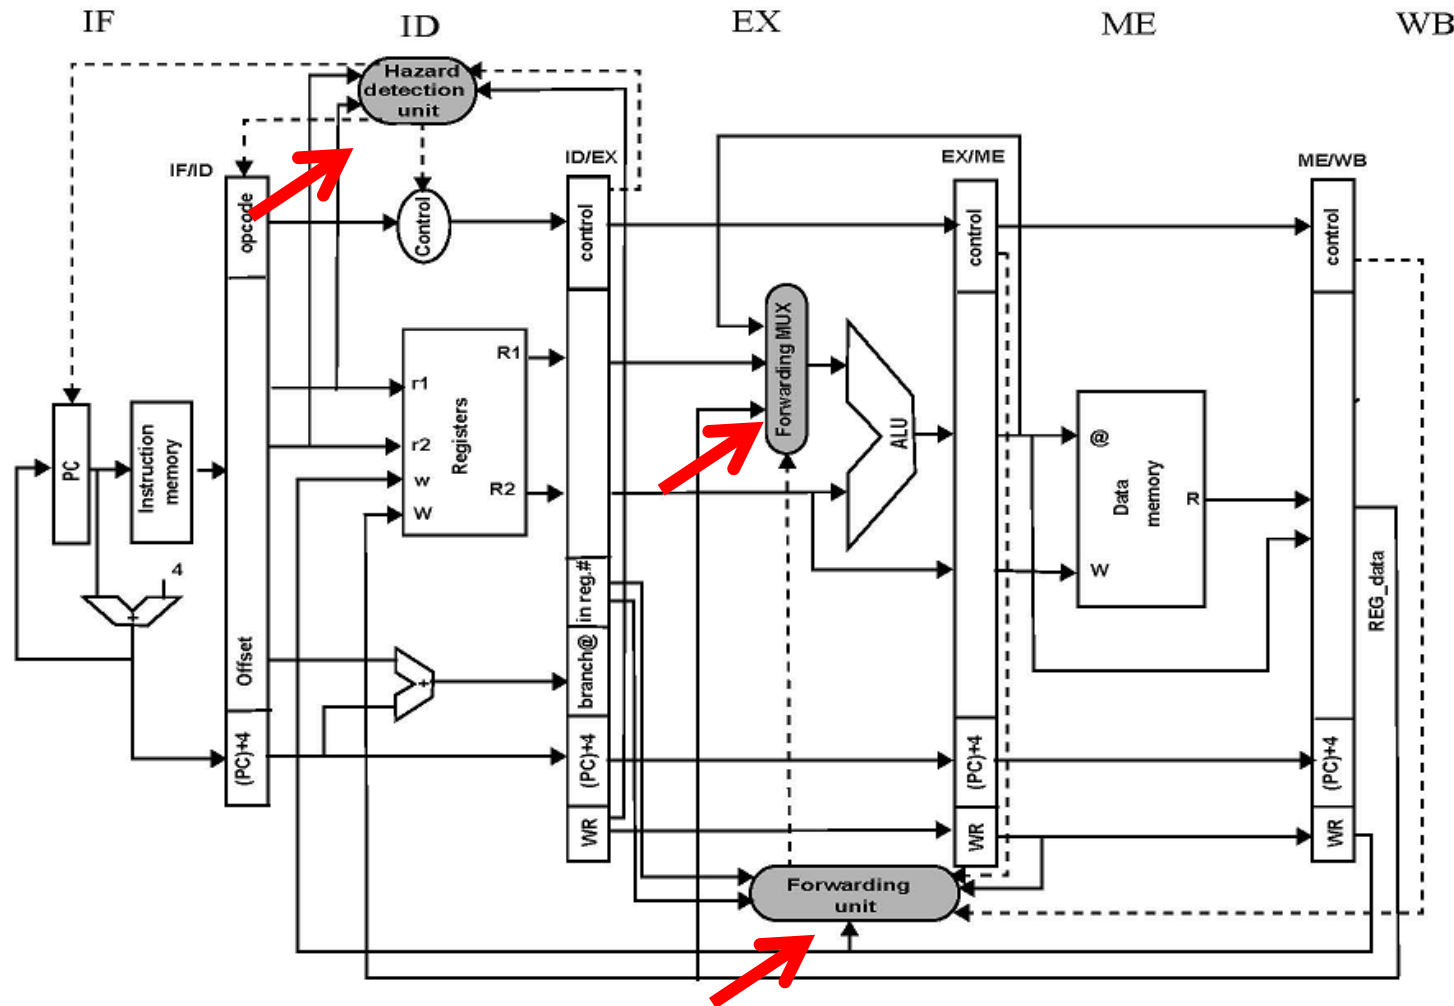 IF
ID
EX
ME
WB
Hazard
detection
unit
IF/ID
ID/EX
EX/ME
ME/WB
opcode
Control
control
control
control
Forwarding MUX
R1
r1
Registers
r2
R2
w
W
PC
Instruction
memory
4
+
ALU
@
Data
memory
R
W
REG_data
in reg.#
branch@
Offset
+
(PC)+4
(PC)+4
(PC)+4
(PC)+4
WR
WR
WR
Forwarding
unit